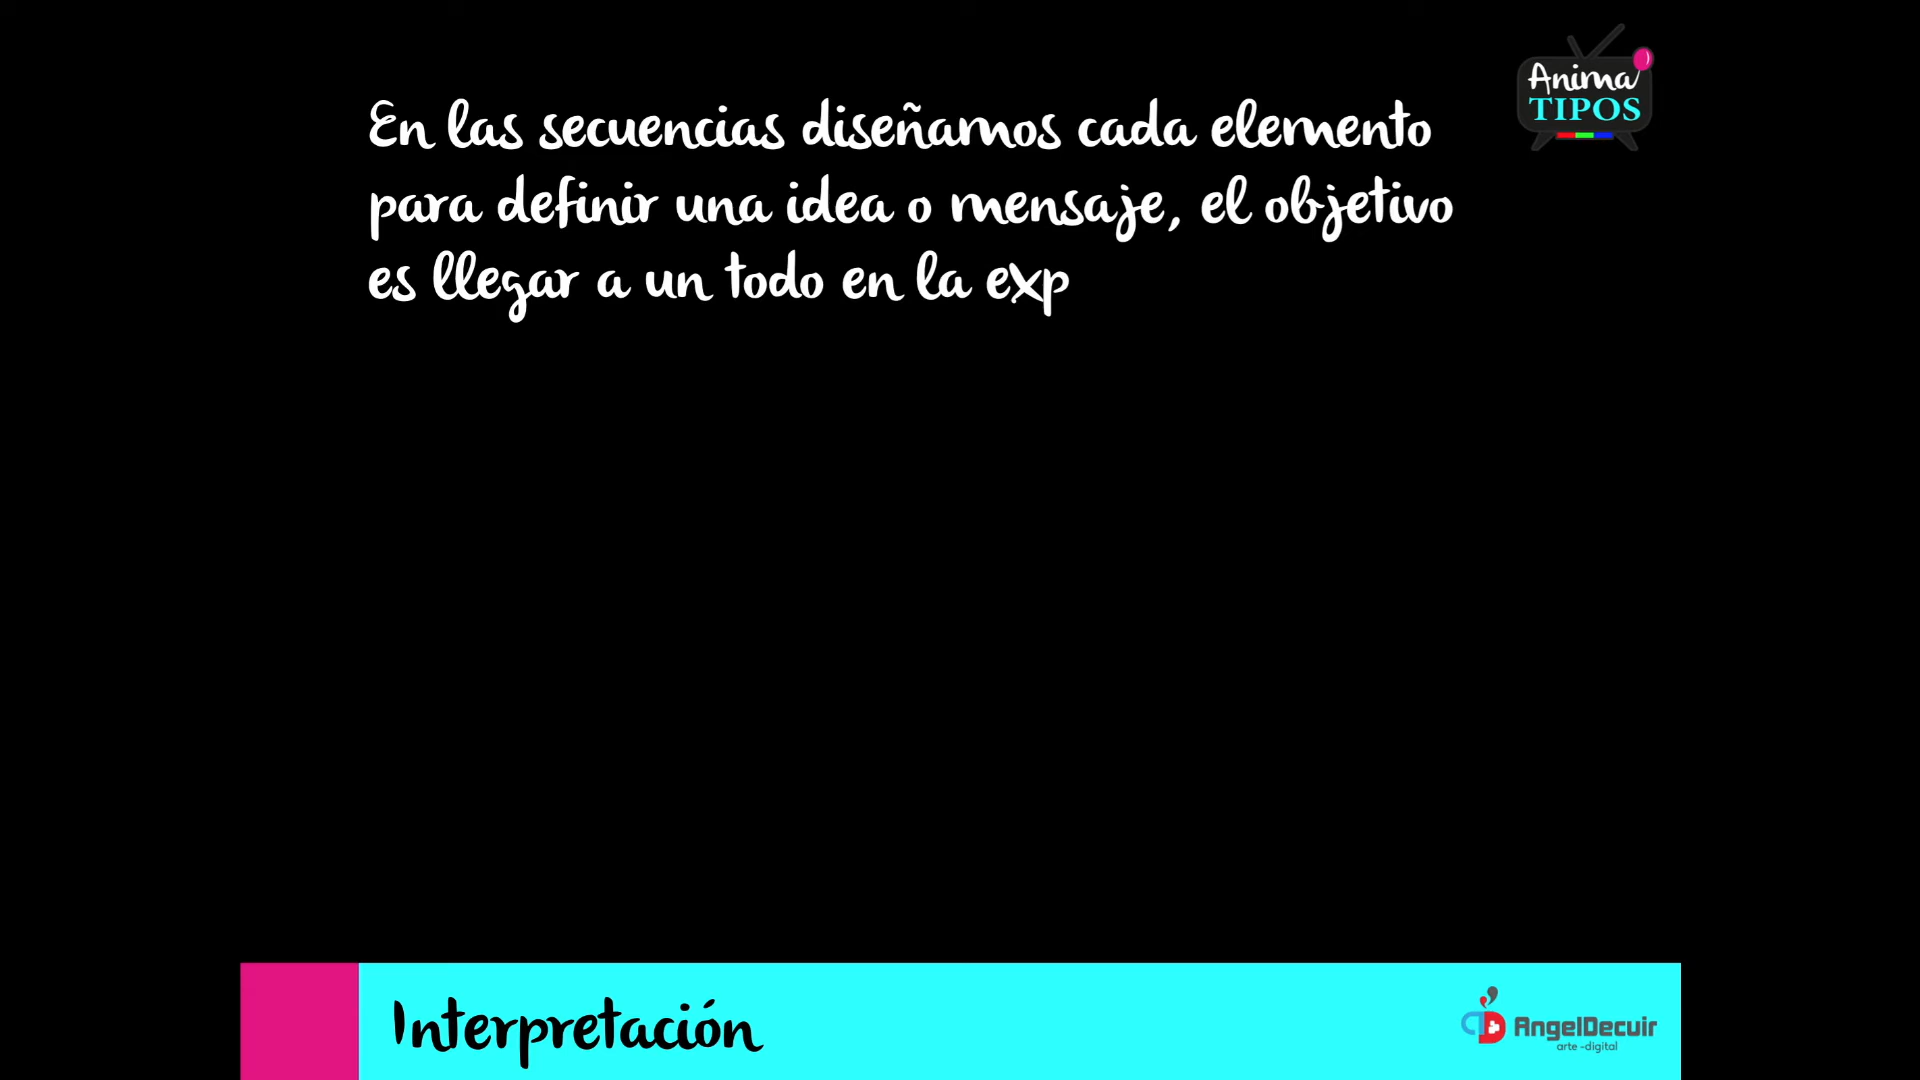 Anima
TIPOS
En las secuencias diseñamos cada elemento
para definir una idea o mensaje, el objetivo
es llegar a un todo en la exp
Interpretación
AngelDecuir
arte -digital